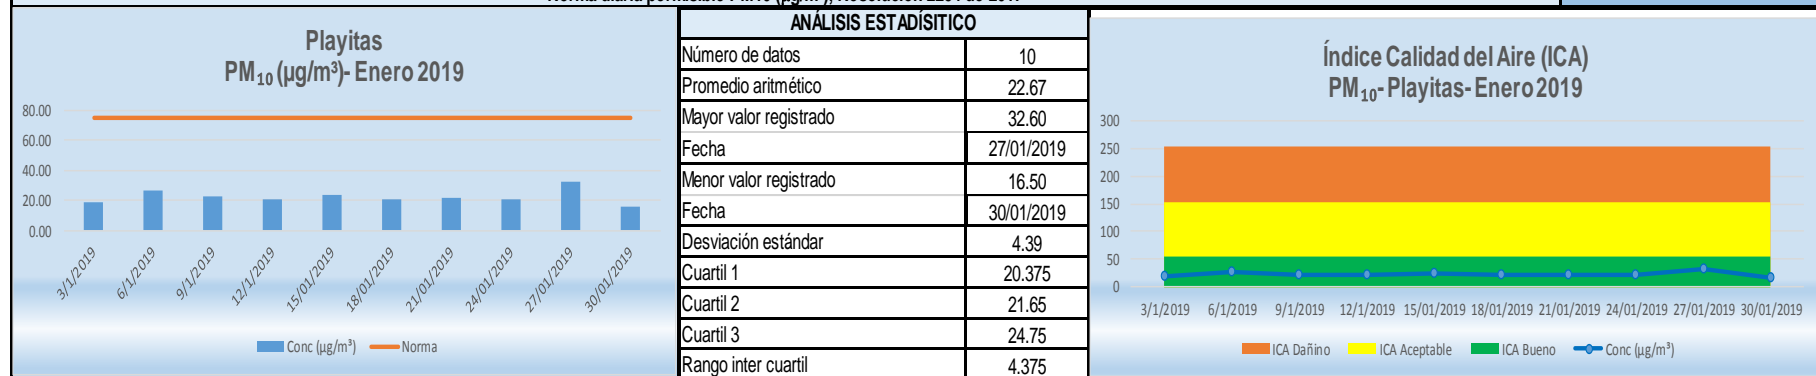 Playitas
PM₁₀ (µg/m³)- Enero 2019
80.00
60.00
40.00
20.00
0.00
3/1/2019
6/1/2019
9/1/2019
12/1/2019
15/01/2019
18/01/2019
21/01/2019
24/01/2019
27/01/2019
30/01/2019
Conc (µg/m³) Norma
ANÁLISIS ESTADÍSITICO
Número de datos 10
Promedio aritmético 22.67
Mayor valor registrado 32.60
Fecha 27/01/2019
Menor valor registrado 16.50
Fecha 30/01/2019
Desviación estándar 4.39
Cuartil 1 20.375
Cuartil 2 21.65
Cuartil 3 24.75
Rango inter cuartil 4.375
Índice Calidad del Aire (ICA)
PM₁₀- Playitas- Enero 2019
300
250
200
150
100
50
0
3/1/2019 6/1/2019 9/1/2019 12/1/2019 15/01/2019 18/01/2019 21/01/2019 24/01/2019 27/01/2019 30/01/2019
ICA Dañino ICA Aceptable ICA Bueno Conc (µg/m³)